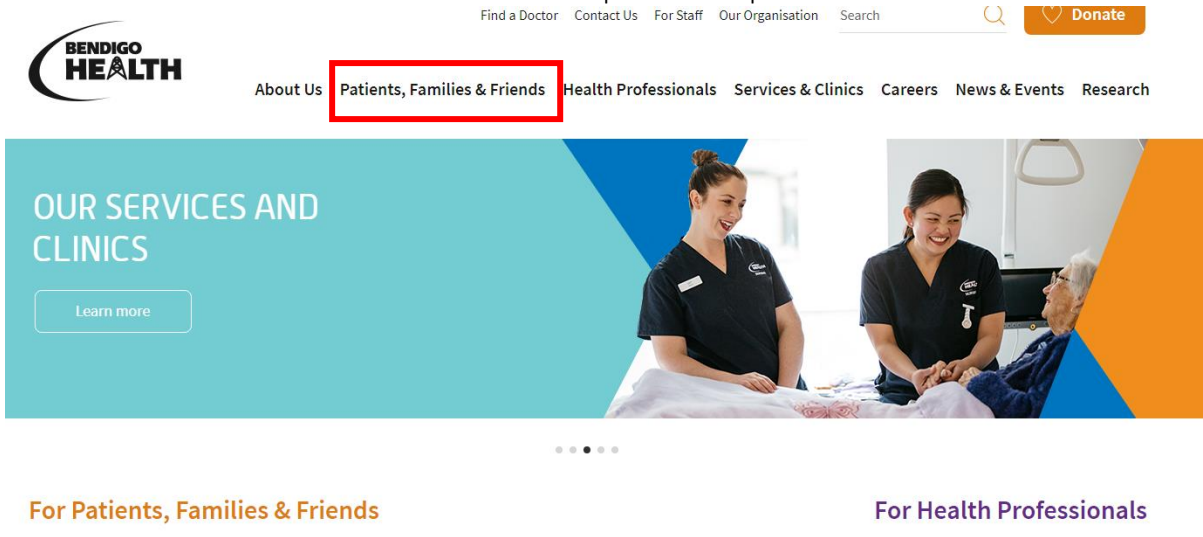 Find a Doctor Contact Us For Staff Our Organisation Search Donate
BENDIGO
HEALTH
About Us Patients, Families & Friends Health Professionals Services & Clinics Careers News & Events Research
OUR SERVICES AND
CLINICS
Learn more
For Patients, Families & Friends For Health Professionals